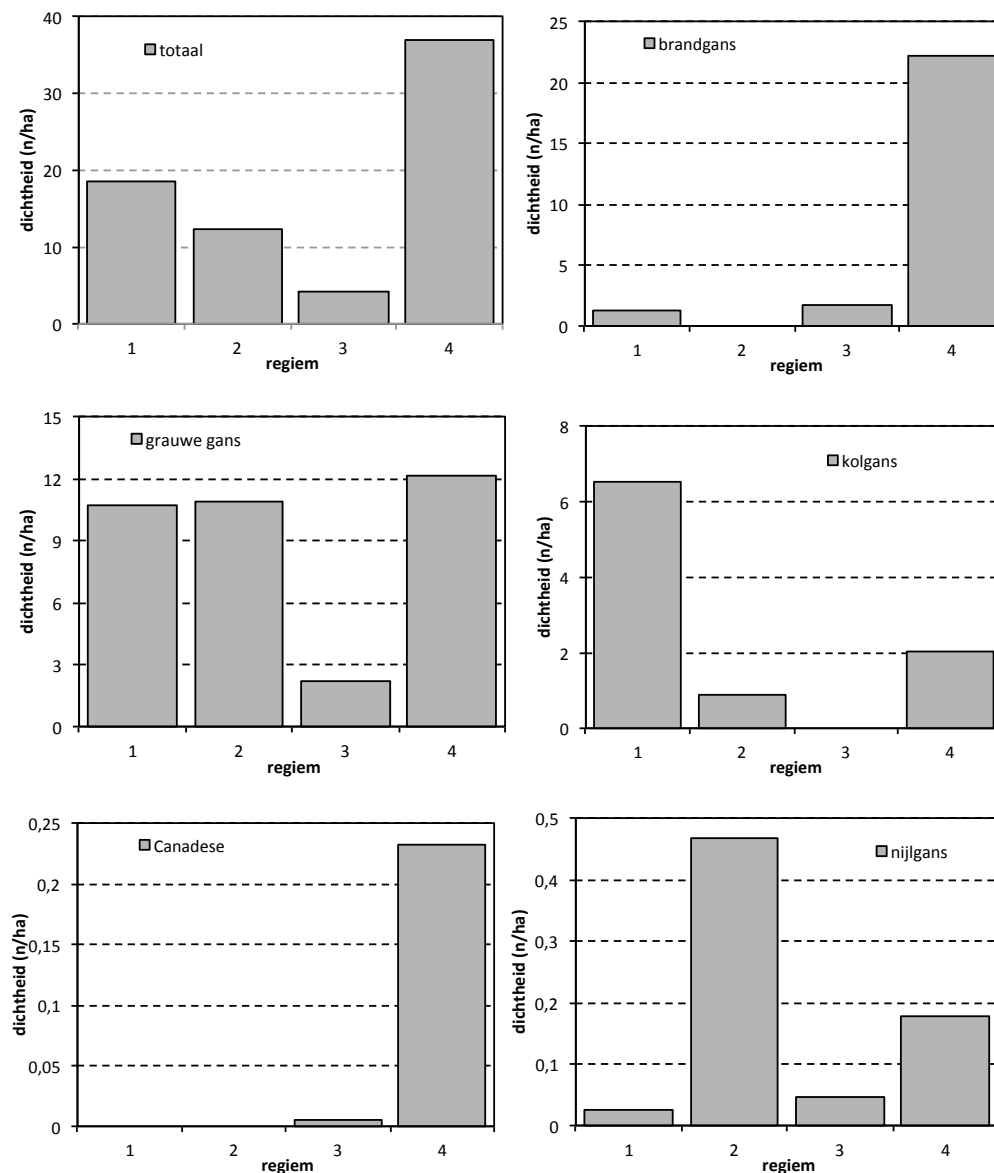 totaal
dichtheid (n/ha)
40
30
20
10
0
1 2 3 4
regiem
brandgans
dichtheid (n/ha)
25
20
15
10
5
0
1 2 3 4
regiem
grauwe gans
dichtheid (n/ha)
15
12
9
6
3
0
1 2 3 4
regiem
kolgans
dichtheid (n/ha)
8
6
4
2
0
1 2 3 4
regiem
Canadese
dichtheid (n/ha)
0,25
0,2
0,15
0,1
0,05
0
1 2 3 4
regiem
nijlgans
dichtheid (n/ha)
0,5
0,4
0,3
0,2
0,1
0
1 2 3 4
regiem